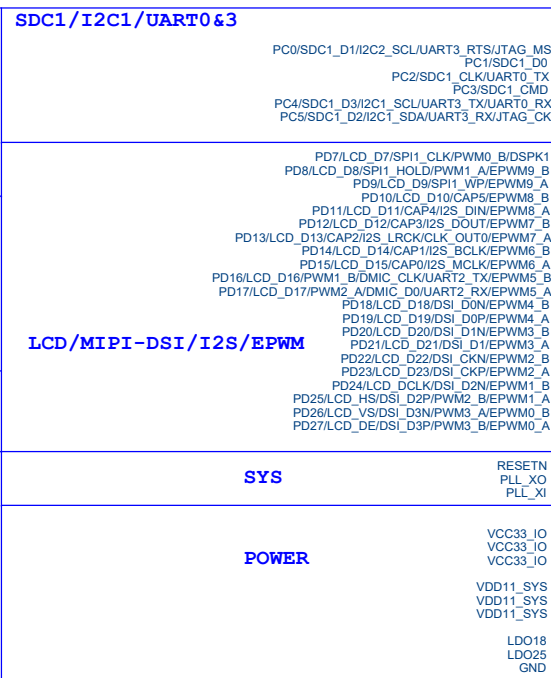 SDC1/I2C1/UART0&3
PC0/SDC1_D1/I2C2_SCL/UART3_RTS/JTAG_MS
PC1/SDC1_D0
PC2/SDC1_CLK/UART0_TX
PC3/SDC1_CMD
PC4/SDC1_D3/I2C1_SCL/UART3_TX/UART0_RX
PC5/SDC1_D2/I2C1_SDA/UART3_RX/JTAG_CK
PD7/LCD_D7/SPI1_CLK/PWM0_B/DSPK1
PD8/LCD_D8/SPI1_HOLD/PWM1_A/EPWM9_B
PD9/LCD_D9/SPI1_WP/EPWM9_A
PD10/LCD_D10/CAP5/EPWM8_B
PD11/LCD_D11/CAP4/I2S_DIN/EPWM8_A
PD12/LCD_D12/CAP3/I2S_DOUT/EPWM7_B
PD13/LCD_D13/CAP2/I2S_LRCK/CLK_OUT0/EPWM7_A
PD14/LCD_D14/CAP1/I2S_BCLK/EPWM6_B
PD15/LCD_D15/CAP0/I2S_MCLK/EPWM6_A
PD16/LCD_D16/PWM1_B/DMIC_CLK/UART2_TX/EPWM5_B
PD17/LCD_D17/PWM2_A/DMIC_D0/UART2_RX/EPWM5_A
PD18/LCD_D18/DSI_D0N/EPWM4_B
PD19/LCD_D19/DSI_D0P/EPWM4_A
PD20/LCD_D20/DSI_D1N/EPWM3_B
LCD/MIPI-DSI/I2S/EPWM
PD21/LCD_D21/DSI_D1/EPWM3_A
PD22/LCD_D22/DSI_CKN/EPWM2_B
PD23/LCD_D23/DSI_CKP/EPWM2_A
PD24/LCD_DCLK/DSI_D2N/EPWM1_B
PD25/LCD_HS/DSI_D2P/PWM2_B/EPWM1_A
PD26/LCD_VS/DSI_D3N/PWM3_A/EPWM0_B
PD27/LCD_DE/DSI_D3P/PWM3_B/EPWM0_A
SYS
RESETN
PLL_XO
PLL_XI
POWER
VCC33_IO
VCC33_IO
VCC33_IO
VDD11_SYS
VDD11_SYS
VDD11_SYS
LDO18
LDO25
GND